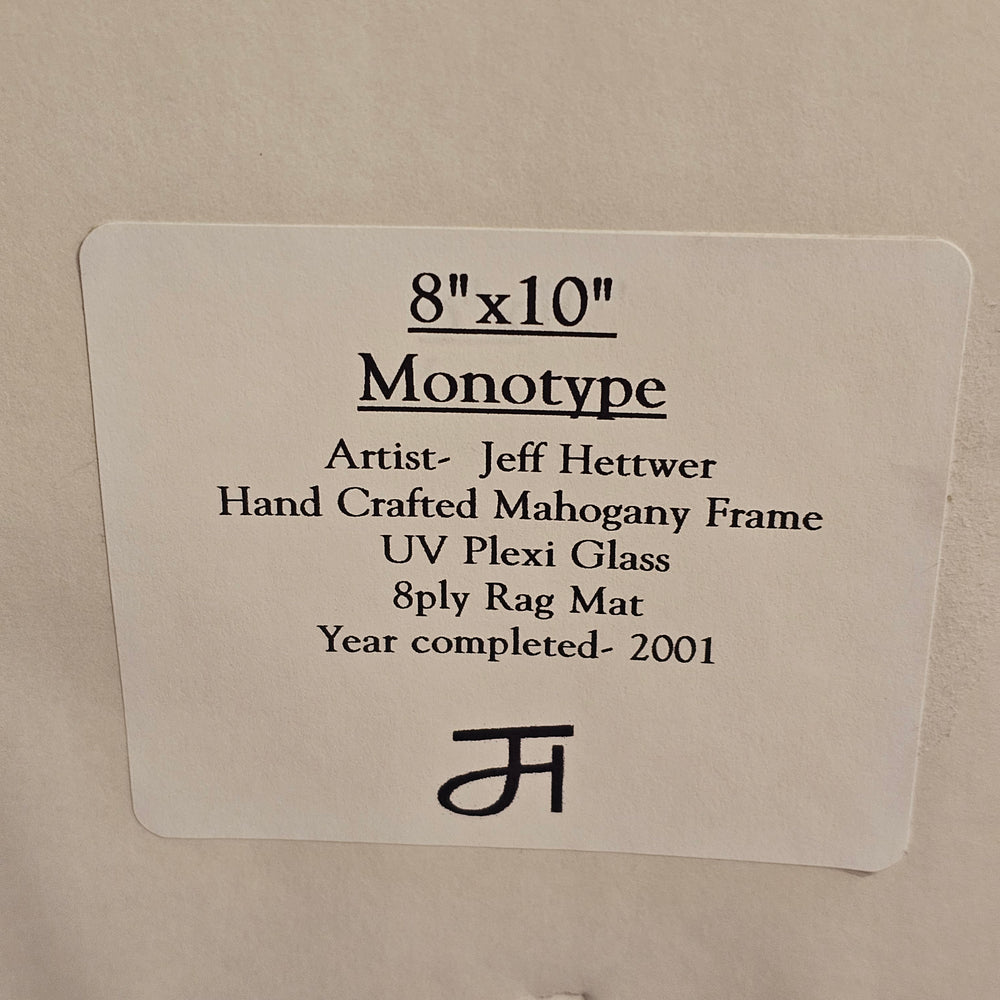 8"x10"
Monotype
Artist-  Jeff Hettwer
Hand Crafted Mahogany Frame
UV Plexi Glass
8ply Rag Mat
Year completed- 2001
JH